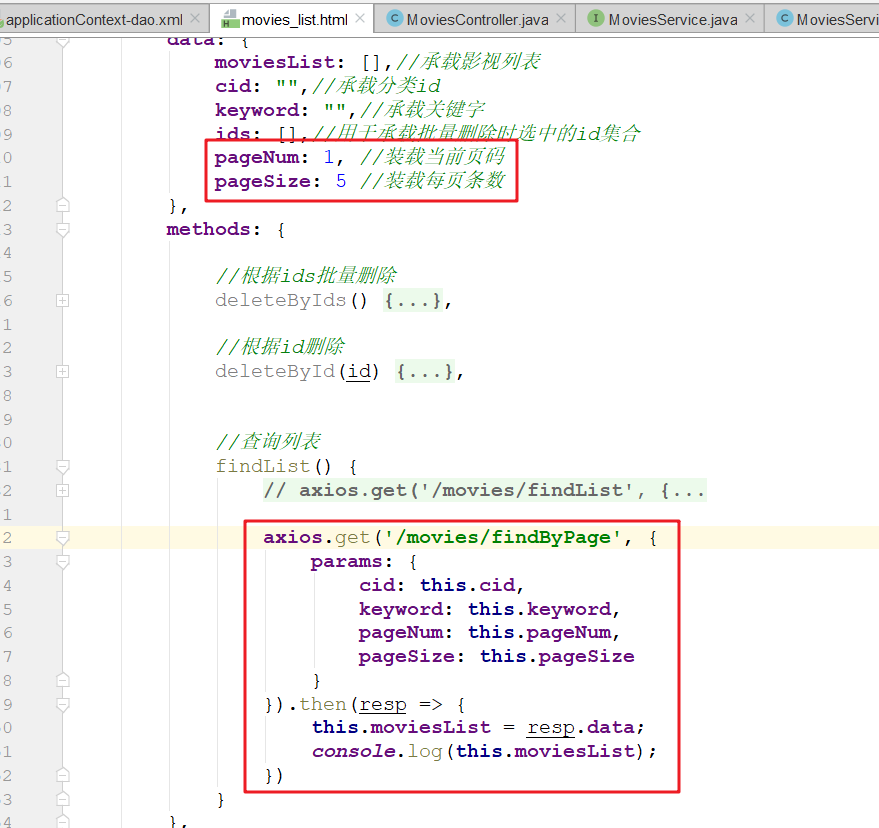 applicationContext-dao.xml movies_list.html MoviesController.java MoviesService.java MoviesServi
5 data: {
6 moviesList: [],//承载影视列表
7 cid: "",//承载分类id
8 keyword: "",//承载关键字
9 ids: [],//用于承载批量删除时选中的id集合
0 pageNum: 1, //装载当前页码
1 pageSize: 5 //装载每页条数
2 },
3 methods: {
4
5 //根据ids批量删除
6 deleteByIds() {...},
1
2 //根据id删除
3 deleteById(id) {...},
8
9
0 //查询列表
1 findList() {
2 // axios.get('/movies/findList', {...
1
2 axios.get('/movies/findByPage', {
3 params: {
4 cid: this.cid,
5 keyword: this.keyword,
6 pageNum: this.pageNum,
7 pageSize: this.pageSize
8 }
9 }).then(resp => {
0 this.moviesList = resp.data;
1 console.log(this.moviesList);
2 })
3 }
4 },